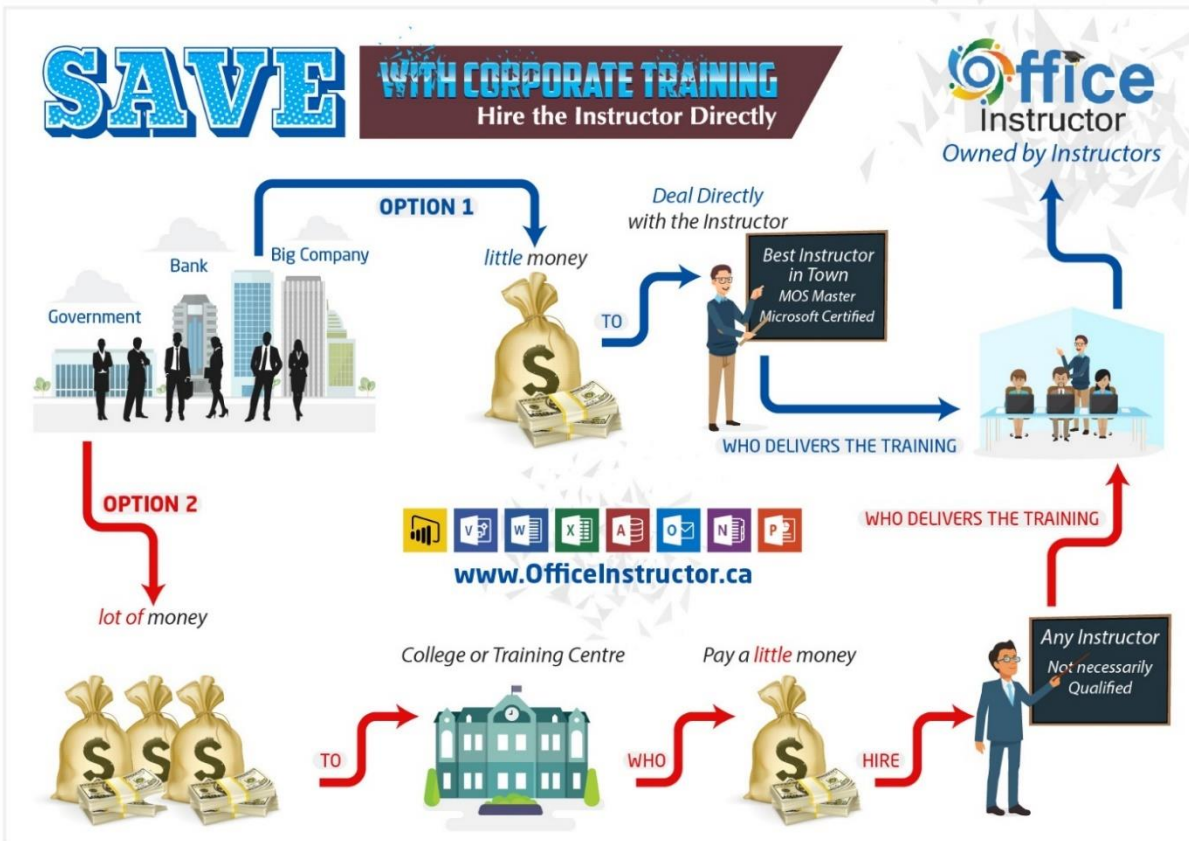 SAVE
WITH CORPORATE TRAINING
Hire the Instructor Directly
Office
Instructor
Owned by Instructors
OPTION 1
Government
Bank
Big Company
little money
TO
Deal Directly
with the Instructor
Best Instructor
in Town
MOS Master
Microsoft Certified
WHO DELIVERS THE TRAINING
OPTION 2
V
W
X
A
O
N
P
www.OfficeInstructor.ca
WHO DELIVERS THE TRAINING
lot of money
$
$
$
TO
College or Training Centre
WHO
Pay a little money
$
HIRE
Any Instructor
Not necessarily
Qualified
$